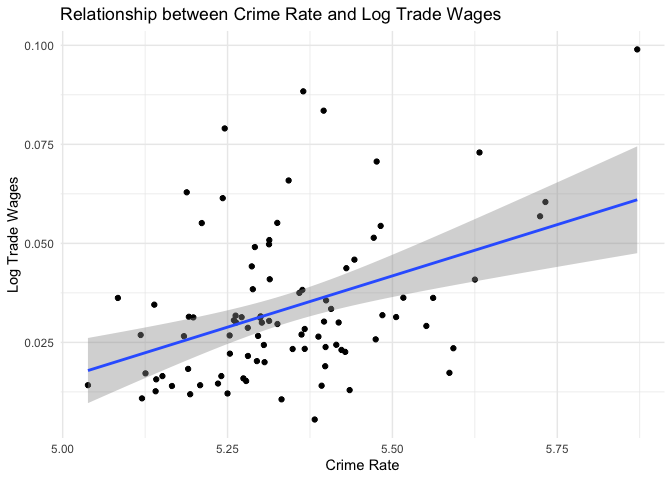 Relationship between Crime Rate and Log Trade Wages
0.100
0.075
0.050
0.025
Log Trade Wages
5.00 5.25 5.50 5.75
Crime Rate